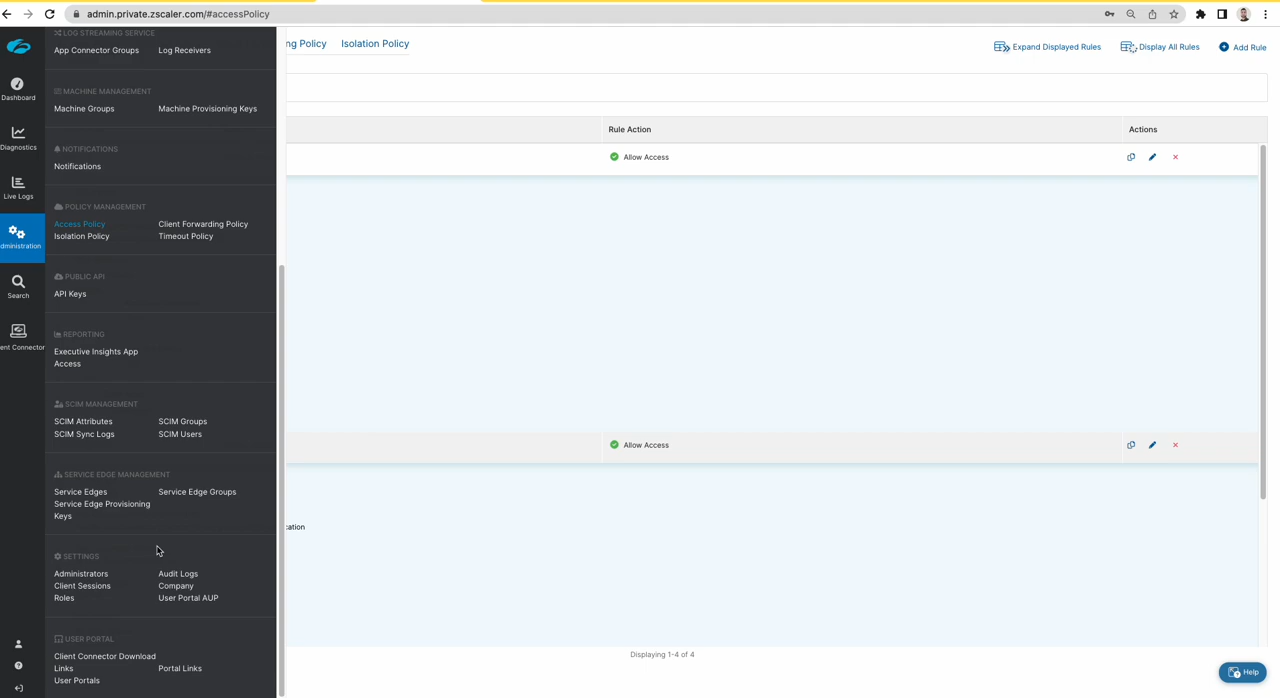 admin.private.zscaler.com/#accessPolicy
Dashboard
Diagnostics
Live Logs
dministration
Search
ent Connector
LOG STREAMING SERVICE
App Connector Groups Log Receivers
MACHINE MANAGEMENT
Machine Groups Machine Provisioning Keys
NOTIFICATIONS
Notifications
POLICY MANAGEMENT
Access Policy Client Forwarding Policy
Isolation Policy Timeout Policy
PUBLIC API
API Keys
REPORTING
Executive Insights App
Access
SCIM MANAGEMENT
SCIM Attributes SCIM Groups
SCIM Sync Logs SCIM Users
SERVICE EDGE MANAGEMENT
Service Edges Service Edge Groups
Service Edge Provisioning
Keys
SETTINGS
Administrators Audit Logs
Client Sessions Company
Roles User Portal AUP
USER PORTAL
Client Connector Download
Links Portal Links
User Portals
ng Policy Isolation Policy
Expand Displayed Rules Display All Rules Add Rule
Rule Action Actions
Allow Access
Allow Access
cation
Displaying 1-4 of 4
Help